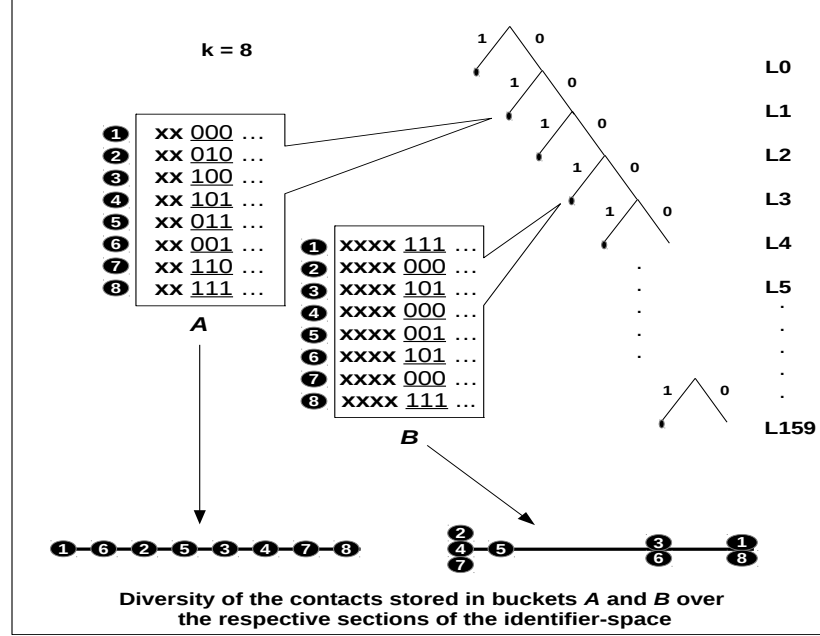 k = 8
1 0
L0
1 0
L1
1 0
L2
1 0
L3
1 0
L4
L5
1 0
L159
1 xx 000 ...
2 xx 010 ...
3 xx 100 ...
4 xx 101 ...
5 xx 011 ...
6 xx 001 ...
7 xx 110 ...
8 xx 111 ...
A
1 xxxx 111 ...
2 xxxx 000 ...
3 xxxx 101 ...
4 xxxx 000 ...
5 xxxx 001 ...
6 xxxx 101 ...
7 xxxx 000 ...
8 xxxx 111 ...
B
1 6 2 5 3 4 7 8
2 3 1
4 5
7 6 8
Diversity of the contacts stored in buckets A and B over
the respective sections of the identifier-space